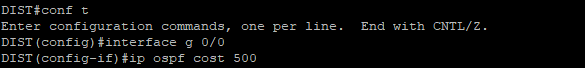 DIST#conf t
Enter configuration commands, one per line.  End with CNTL/Z.
DIST(config)#interface g 0/0
DIST(config-if)#ip ospf cost 500